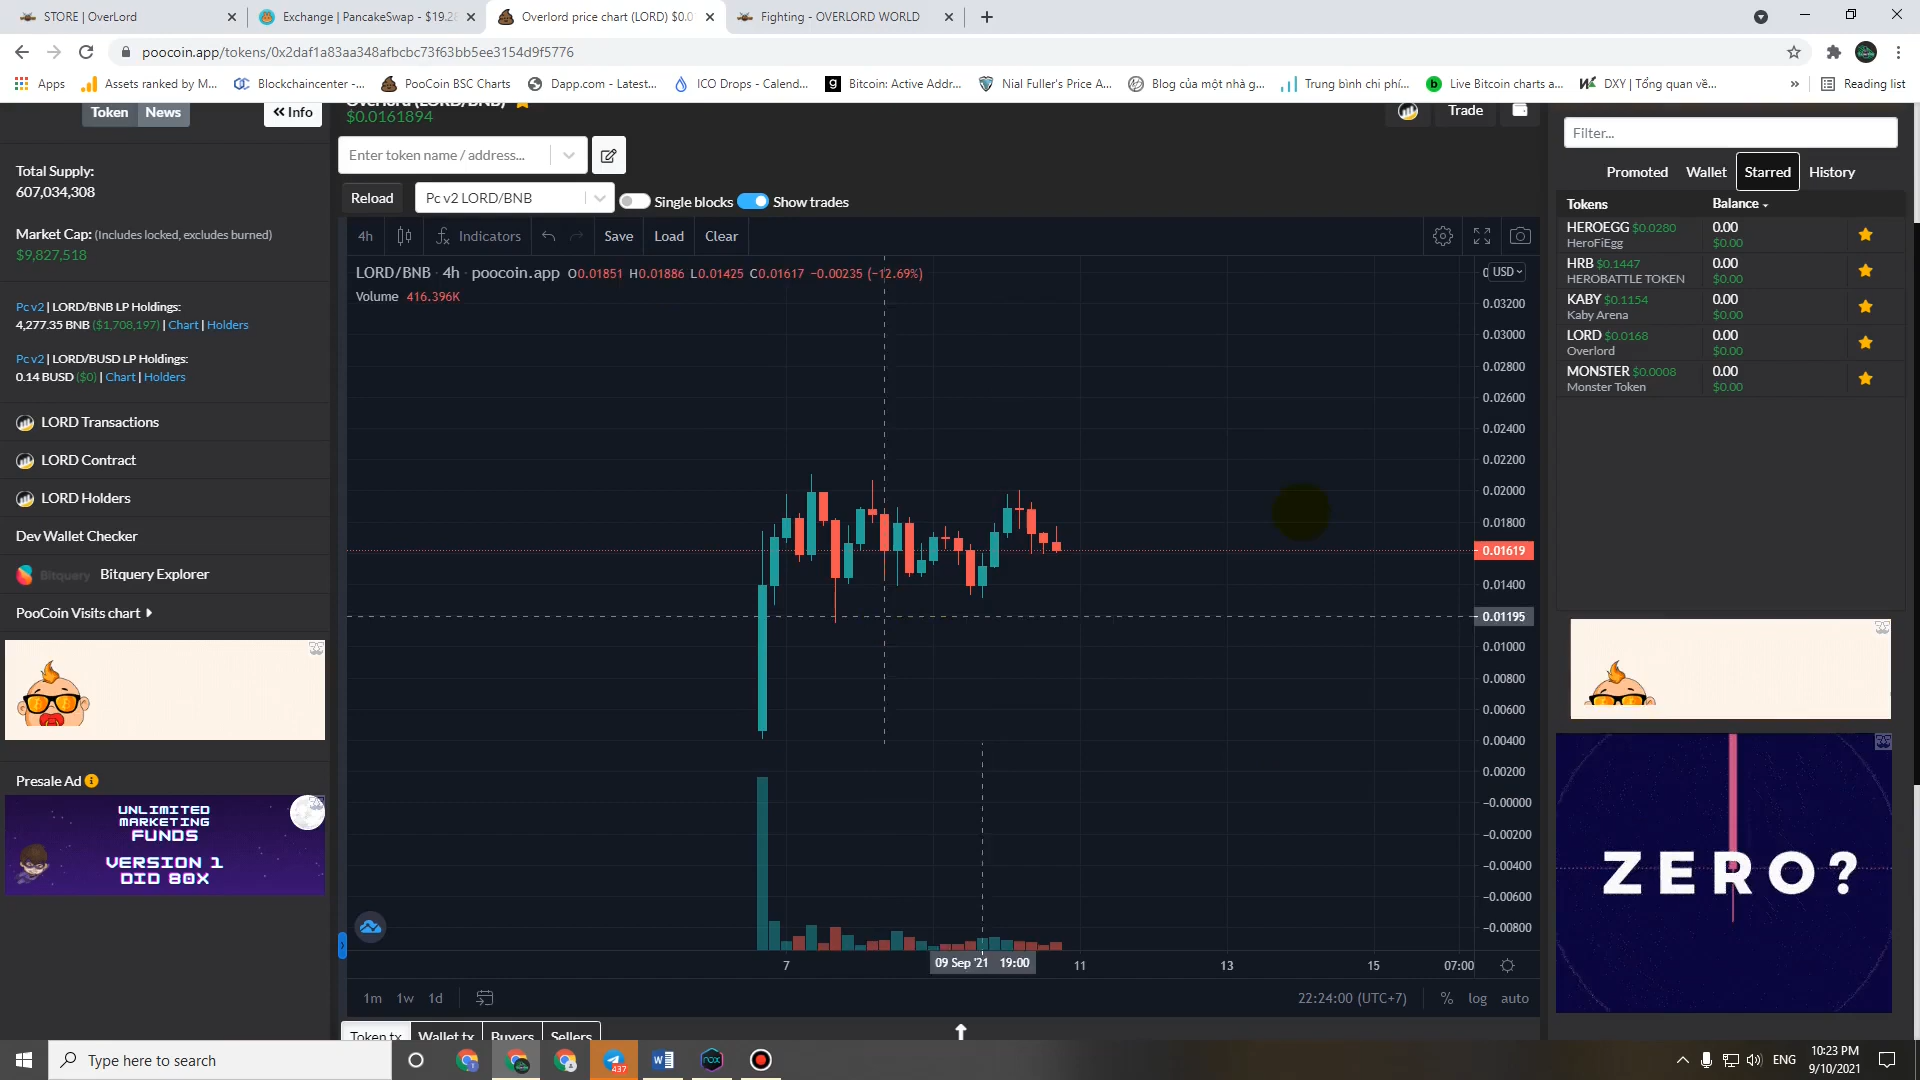 STORE | OverLord
Exchange | PancakeSwap - $19.28
Overlord price chart (LORD) $0.0
Fighting - OVERLORD WORLD
poocoin.app/tokens/0x2daf1a83aa348afbcbc73f63bb5ee3154d9f5776
Apps
Assets ranked by M...
Blockchaincenter -...
PooCoin BSC Charts
Dapp.com - Latest...
ICO Drops - Calend...
Bitcoin: Active Addr...
Nial Fuller's Price A...
Blog của một nhà g...
Trung bình chi phí...
Live Bitcoin charts a...
DXY | Tổng quan về...
»
Reading list
Token
News
« Info
Total Supply:
607,034,308
Market Cap: (Includes locked, excludes burned)
$9,827,518
Pc v2 | LORD/BNB LP Holdings:
4,277.35 BNB ($1,708,197) | Chart | Holders
Pc v2 | LORD/BUSD LP Holdings:
0.14 BUSD ($0) | Chart | Holders
LORD Transactions
LORD Contract
LORD Holders
Dev Wallet Checker
Bitquery
Bitquery Explorer
PooCoin Visits chart
Presale Ad
UNLIMITED
MARKETING
FUNDS
VERSION 1
DID 80X
Overlord (LORD/BNB)
$0.0161894
Trade
Enter token name / address...
Reload
Pc v2 LORD/BNB
Single blocks
Show trades
4h
Indicators
Save
Load
Clear
LORD/BNB · 4h · poocoin.app O0.01851 H0.01886 L0.01425 C0.01617 −0.00235 (−12.69%)
Volume 416.396K
USD
0.03200
0.03000
0.02800
0.02600
0.02400
0.02200
0.02000
0.01800
0.01619
0.01400
0.01195
0.01000
0.00800
0.00600
0.00400
0.00200
−0.00000
−0.00200
−0.00400
−0.00600
−0.00800
7
09 Sep '21 19:00
11
13
15
07:00
1m
1w
1d
22:24:00 (UTC+7)
%
log
auto
Token tx
Wallet tx
Buyers
Sellers
Filter...
Promoted
Wallet
Starred
History
Tokens
Balance
HEROEGG $0.0280
HeroFiEgg
0.00
$0.00
HRB $0.1447
HEROBATTLE TOKEN
0.00
$0.00
KABY $0.1154
Kaby Arena
0.00
$0.00
LORD $0.0168
Overlord
0.00
$0.00
MONSTER $0.0008
Monster Token
0.00
$0.00
ZERO?
Type here to search
437
nox
ENG
10:23 PM
9/10/2021